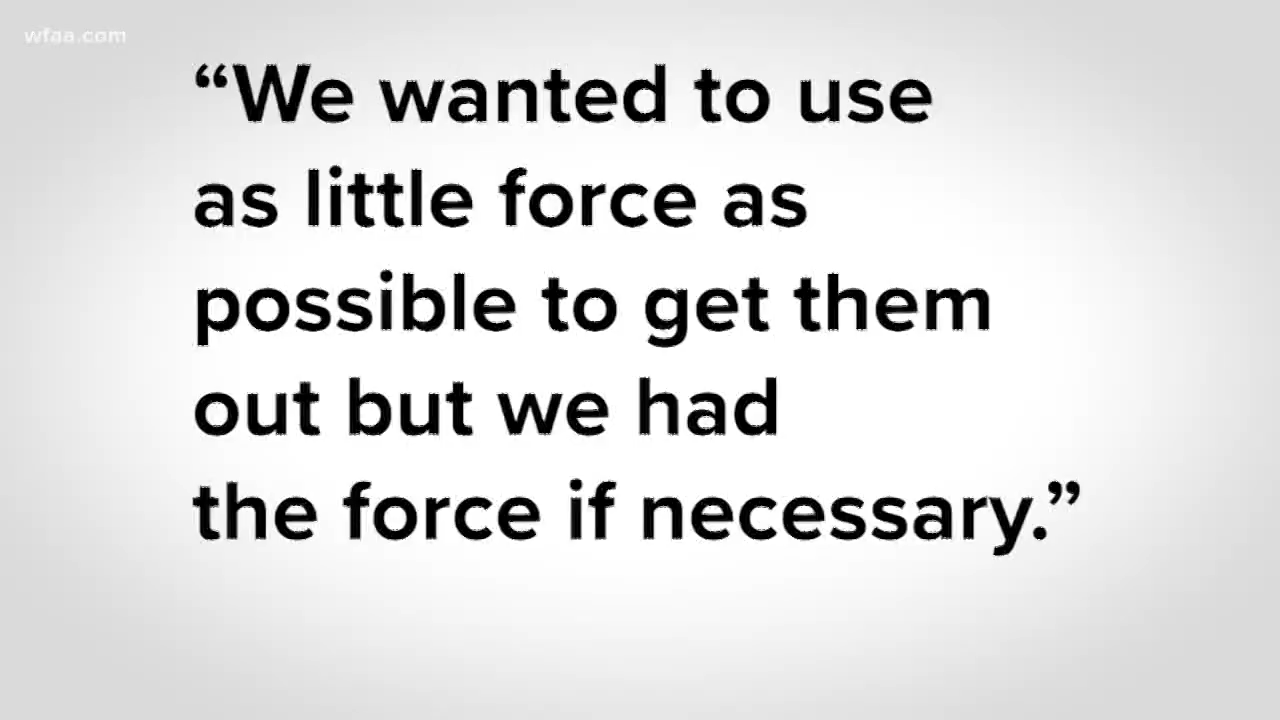 wfaa.com
“We wanted to use
as little force as
possible to get them
out but we had
the force if necessary.”